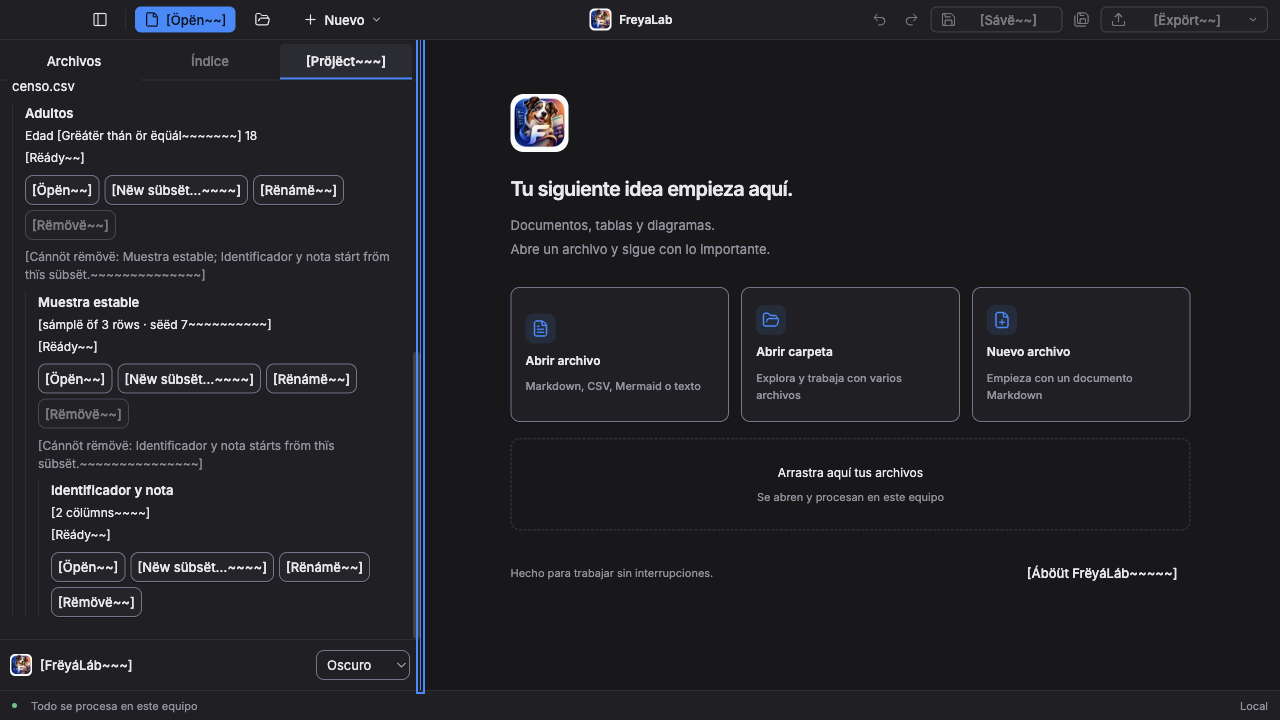 [Öpën~~]
Nuevo
FreyaLab
[Sávë~~]
[Ëxpört~~]
Archivos
Índice
[Pröjëct~~~]
censo.csv
Adultos
Edad [Grëátër thán ör ëqüál~~~~~~~] 18
[Rëády~~]
[Öpën~~]
[Nëw sübsët...~~~~]
[Rënámë~~]
[Rëmövë~~]
[Cánnöt rëmövë: Muestra estable; Identificador y nota stárt fröm
thïs sübsët.~~~~~~~~~~~~~~]
Muestra estable
[sámplë öf 3 röws · sëëd 7~~~~~~~~~~]
[Rëády~~]
[Öpën~~]
[Nëw sübsët...~~~~]
[Rënámë~~]
[Rëmövë~~]
[Cánnöt rëmövë: Identificador y nota stárts fröm thïs
sübsët.~~~~~~~~~~~~~~~]
Identificador y nota
[2 cölümns~~~~]
[Rëády~~]
[Öpën~~]
[Nëw sübsët...~~~~]
[Rënámë~~]
[Rëmövë~~]
[FrëyáLáb~~~]
Oscuro
Todo se procesa en este equipo
Tu siguiente idea empieza aquí.
Documentos, tablas y diagramas.
Abre un archivo y sigue con lo importante.
Abrir archivo
Markdown, CSV, Mermaid o texto
Abrir carpeta
Explora y trabaja con varios
archivos
Nuevo archivo
Empieza con un documento
Markdown
Arrastra aquí tus archivos
Se abren y procesan en este equipo
Hecho para trabajar sin interrupciones.
[Áböüt FrëyáLáb~~~~~]
Local